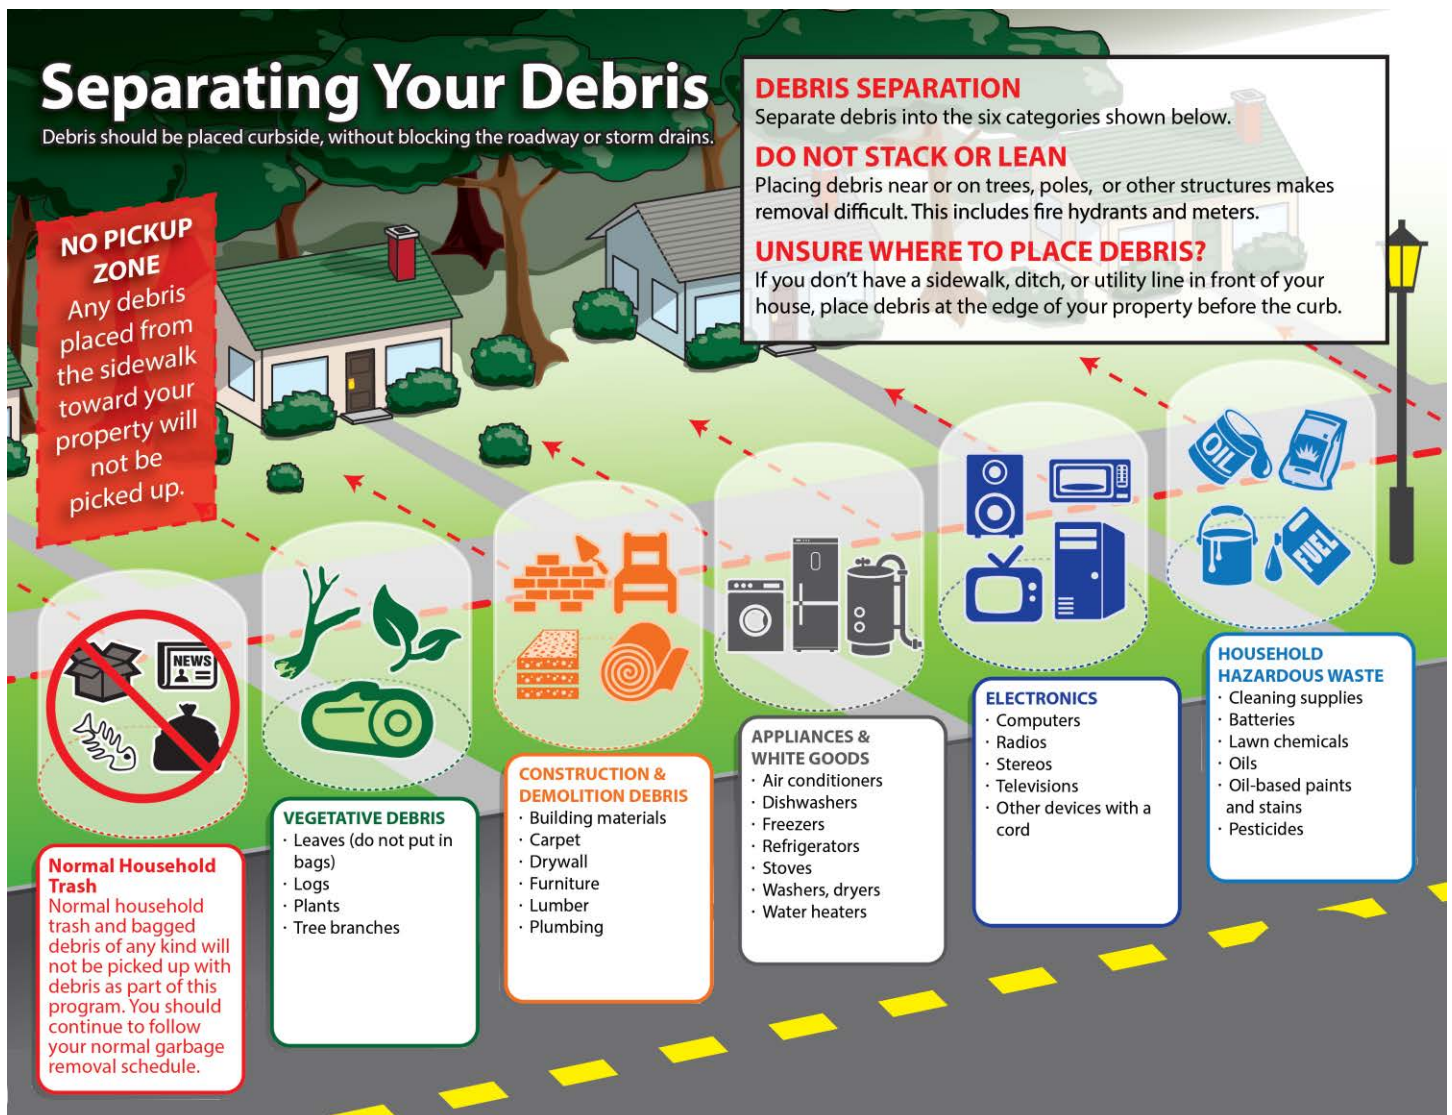 Separating Your Debris
Debris should be placed curbside, without blocking the roadway or storm drains.
DEBRIS SEPARATION
Separate debris into the six categories shown below.
DO NOT STACK OR LEAN
Placing debris near or on trees, poles, or other structures makes
removal difficult. This includes fire hydrants and meters.
UNSURE WHERE TO PLACE DEBRIS?
If you don't have a sidewalk, ditch, or utility line in front of your
house, place debris at the edge of your property before the curb.
NO PICKUP
ZONE
Any debris
placed from
the sidewalk
toward your
property will
not be
picked up.
NEWS
OIL
FUEL
Normal Household
Trash
Normal household
trash and bagged
debris of any kind will
not be picked up with
debris as part of this
program. You should
continue to follow
your normal garbage
removal schedule.
VEGETATIVE DEBRIS
· Leaves (do not put in
bags)
· Logs
· Plants
· Tree branches
CONSTRUCTION &
DEMOLITION DEBRIS
· Building materials
· Carpet
· Drywall
· Furniture
· Lumber
· Plumbing
APPLIANCES &
WHITE GOODS
· Air conditioners
· Dishwashers
· Freezers
· Refrigerators
· Stoves
· Washers, dryers
· Water heaters
ELECTRONICS
· Computers
· Radios
· Stereos
· Televisions
· Other devices with a
cord
HOUSEHOLD
HAZARDOUS WASTE
· Cleaning supplies
· Batteries
· Lawn chemicals
· Oils
· Oil-based paints
and stains
· Pesticides